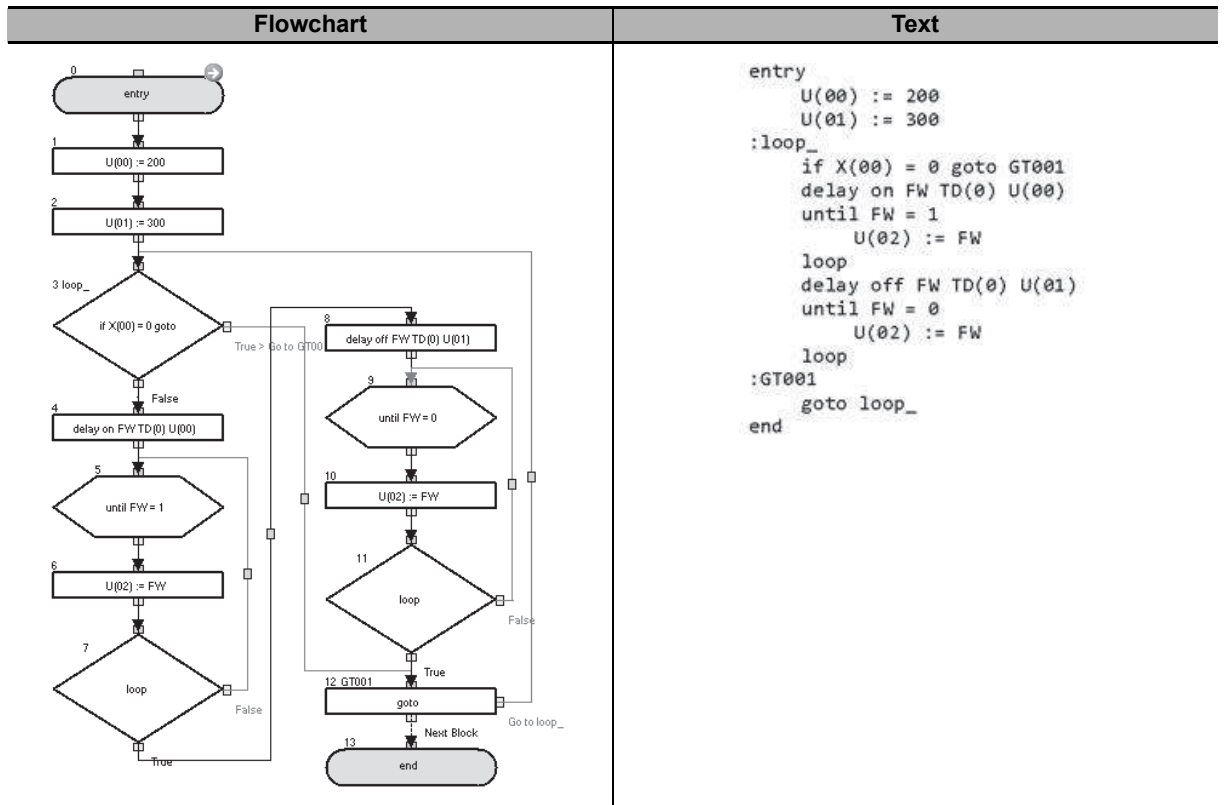 Flowchart
Text
0
entry
1
U(00) := 200
2
U(01) := 300
3 loop_
if X(00) = 0 goto
True > Go to GT00
False
4
delay on FW TD(0) U(00)
5
until FW = 1
6
U(02) := FW
7
loop
False
True
8
delay off FW TD(0) U(01)
9
until FW = 0
10
U(02) := FW
11
loop
False
True
12 GT001
goto
Go to loop_
Next Block
13
end
entry
U(00) := 200
U(01) := 300
:loop_
if X(00) = 0 goto GT001
delay on FW TD(0) U(00)
until FW = 1
U(02) := FW
loop
delay off FW TD(0) U(01)
until FW = 0
U(02) := FW
loop
:GT001
goto loop_
end